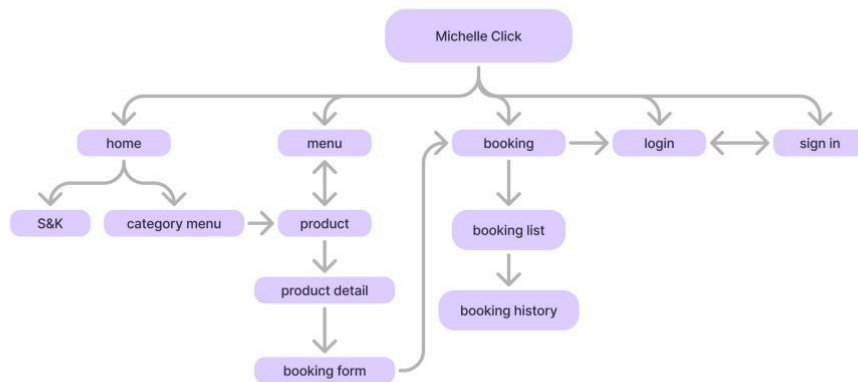 Michelle Click
home
menu
booking
login
sign in
S&K
category menu
product
booking list
product detail
booking history
booking form